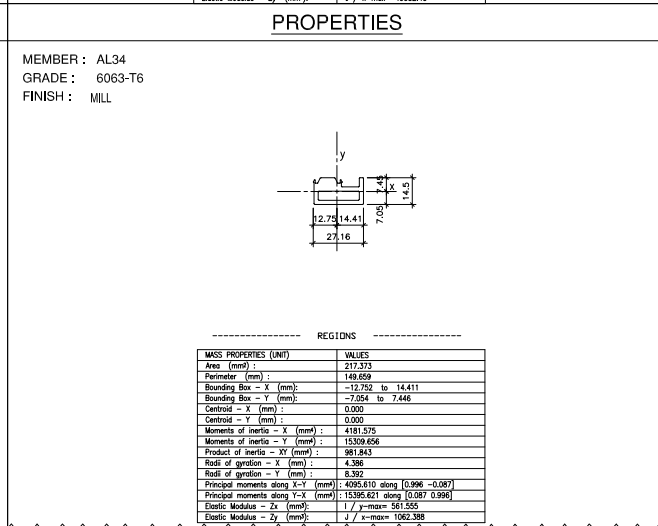 PROPERTIES
MEMBER : AL34
GRADE : 6063-T6
FINISH : MILL
y
x
7.45
14.5
7.05
12.75 14.41
27.16
REGIONS
MASS PROPERTIES (UNIT) VALUES
Area (mm²) : 217.373
Perimeter (mm) : 149.659
Bounding Box - X (mm): -12.752 to 14.411
Bounding Box - Y (mm): -7.054 to 7.446
Centroid - X (mm) : 0.000
Centroid - Y (mm) : 0.000
Moments of inertia - X (mm⁴) : 4181.575
Moments of inertia - Y (mm⁴) : 15309.656
Product of inertia - XY (mm⁴) : 981.843
Radii of gyration - X (mm) : 4.386
Radii of gyration - Y (mm) : 8.392
Principal moments along X-Y (mm⁴) : 4095.610 along [0.996 -0.087]
Principal moments along Y-X (mm⁴) : 15395.621 along [0.087 0.996]
Elastic Modulus - Zx (mm³): I / y-max= 561.555
Elastic Modulus - Zy (mm³): J / x-max= 1062.388